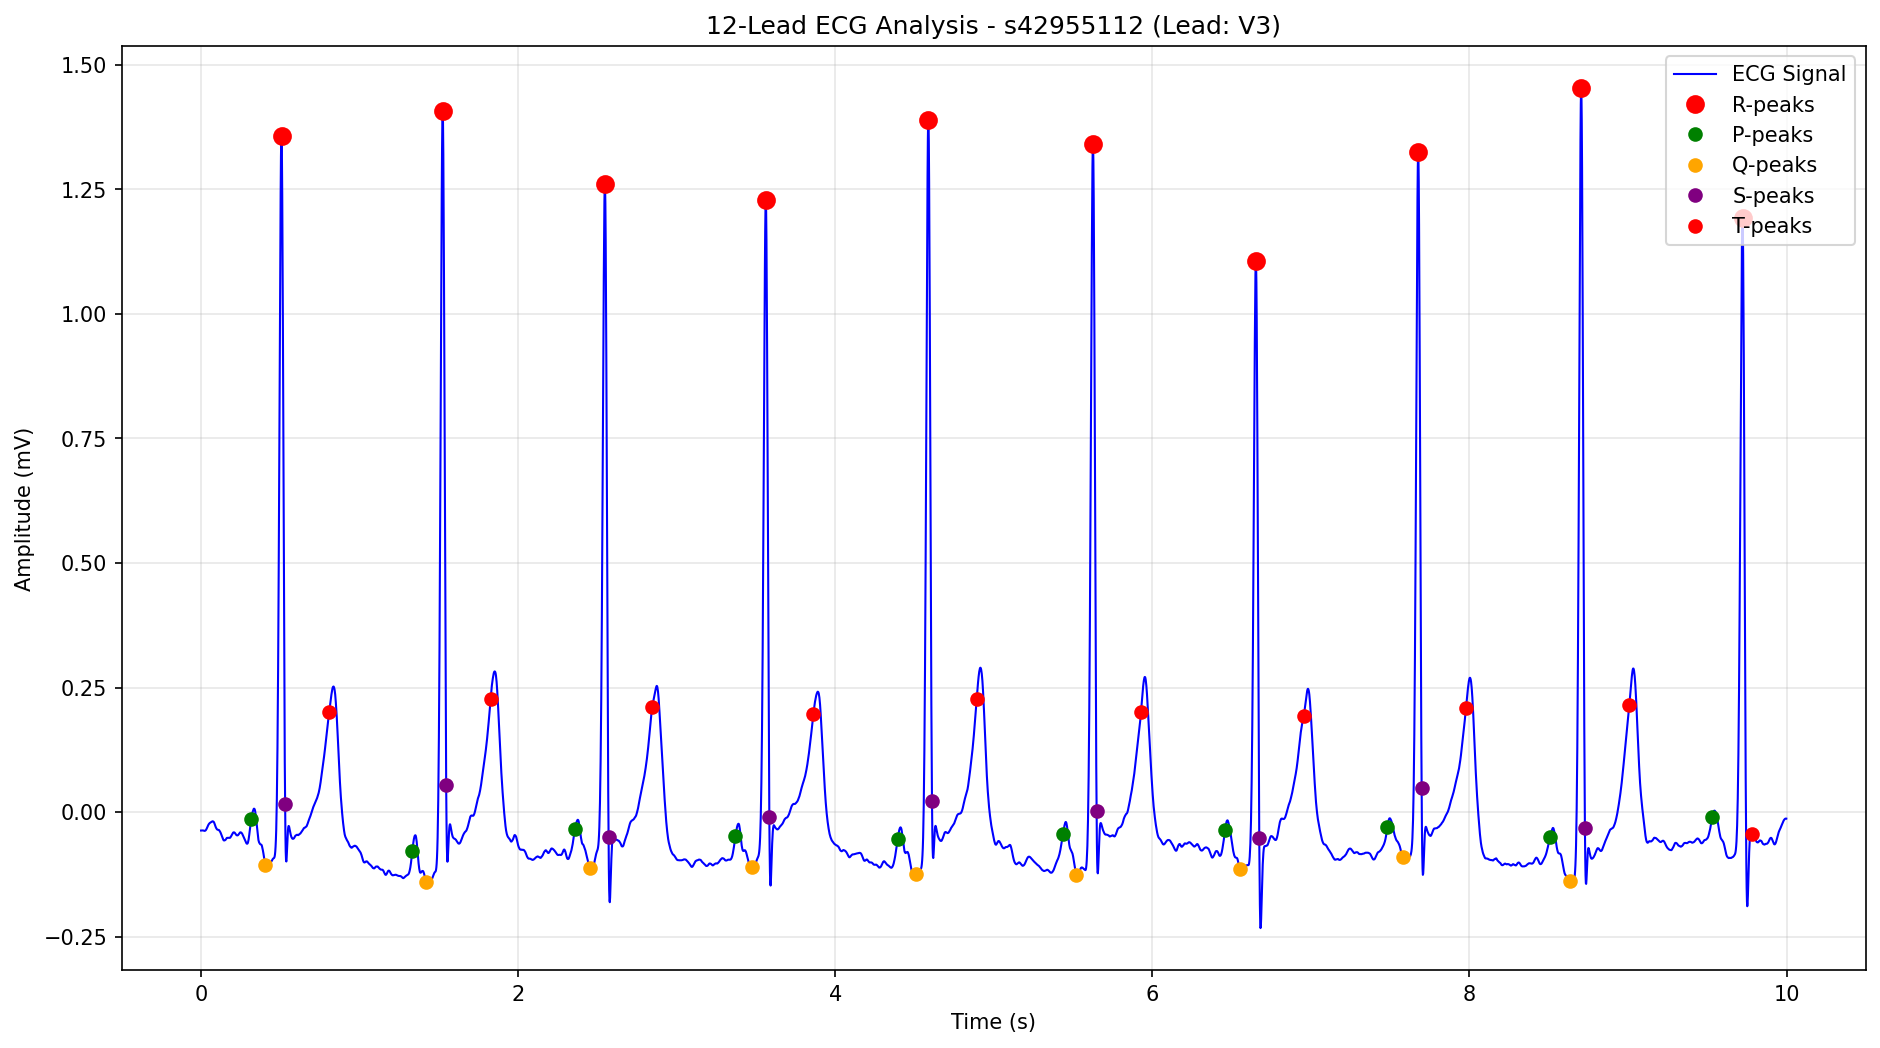 12-Lead ECG Analysis - s42955112 (Lead: V3)
1.50
1.25
1.00
0.75
0.50
0.25
0.00
−0.25
Amplitude (mV)
0 2 4 6 8 10
Time (s)
ECG Signal
R-peaks
P-peaks
Q-peaks
S-peaks
T-peaks